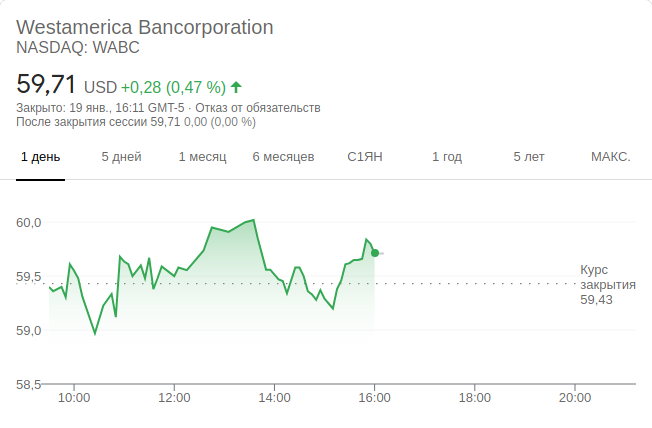 Westamerica Bancorporation
NASDAQ: WABC
59,71 USD +0,28 (0,47 %)
Закрыто: 19 янв., 16:11 GMT-5 · Отказ от обязательств
После закрытия сессии 59,71 0,00 (0,00 %)
1 день 5 дней 1 месяц 6 месяцев С1ЯН 1 год 5 лет МАКС.
60,0
59,5
59,0
58,5
Курс
закрытия
59,43
10:00 12:00 14:00 16:00 18:00 20:00